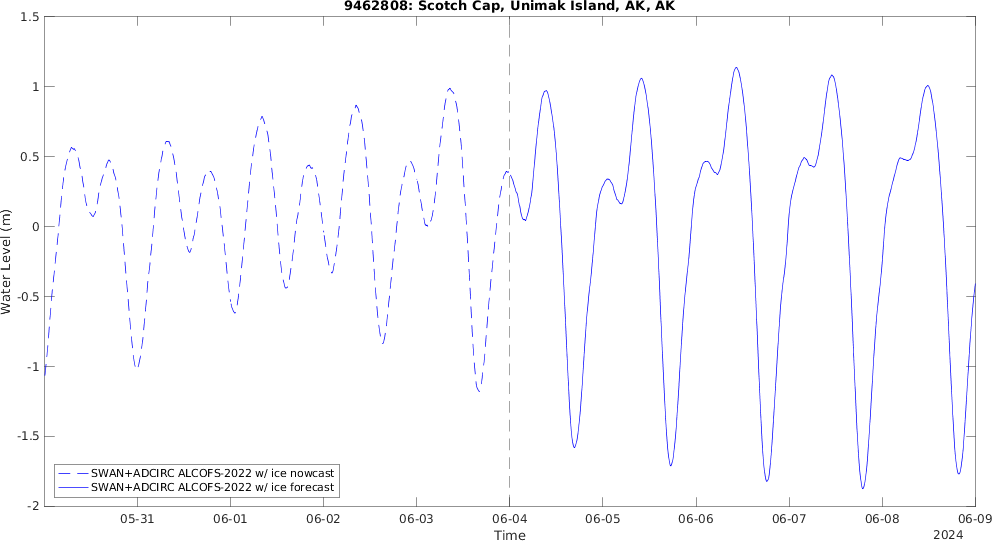 9462808: Scotch Cap, Unimak Island, AK, AK
1.5
1
0.5
0
-0.5
-1
-1.5
-2
Water Level (m)
SWAN+ADCIRC ALCOFS-2022 w/ ice nowcast
SWAN+ADCIRC ALCOFS-2022 w/ ice forecast
05-31 06-01 06-02 06-03 06-04 06-05 06-06 06-07 06-08 06-09
Time
2024